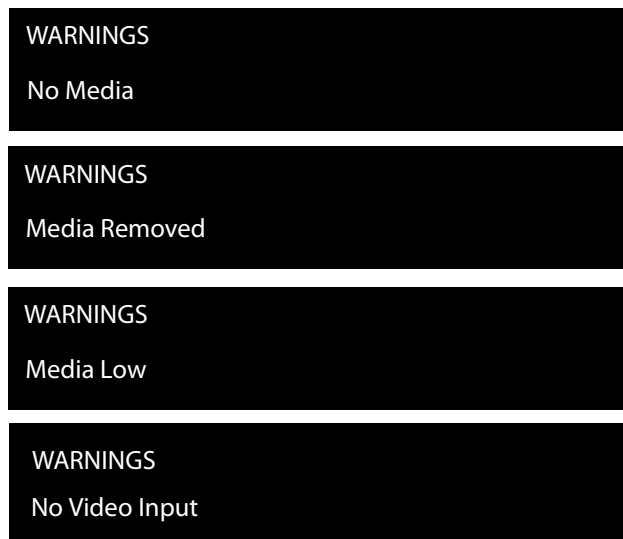 WARNINGS
No Media
WARNINGS
Media Removed
WARNINGS
Media Low
WARNINGS
No Video Input